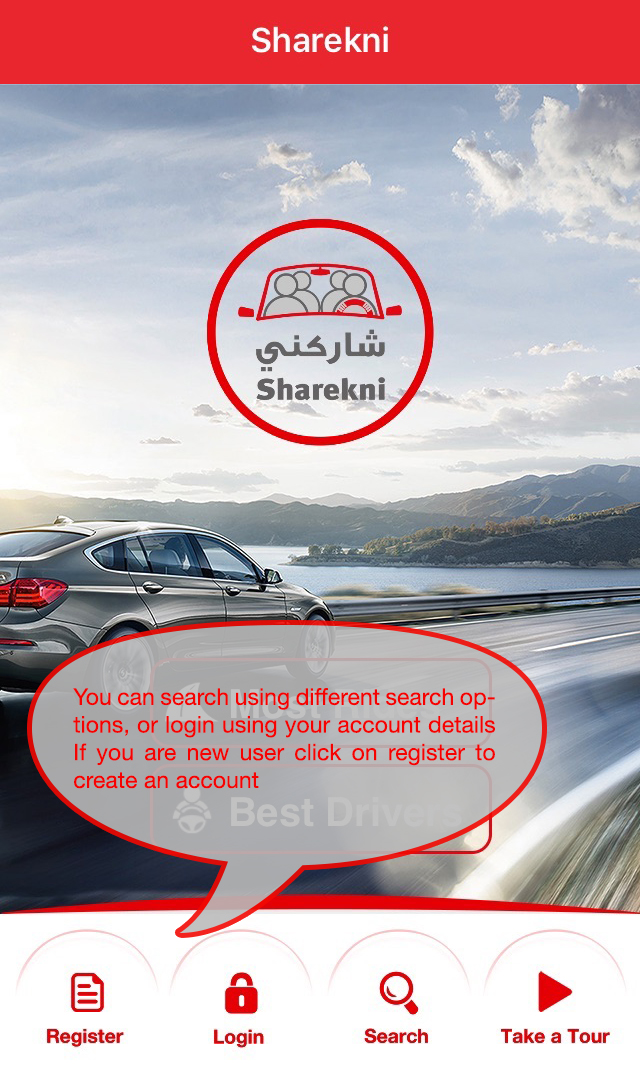 Sharekni
شاركني
Sharekni
You can search using different search op-
tions, or login using your account details
If you are new user click on register to
create an account
Most
Best Drivers
Register
Login
Search
Take a Tour